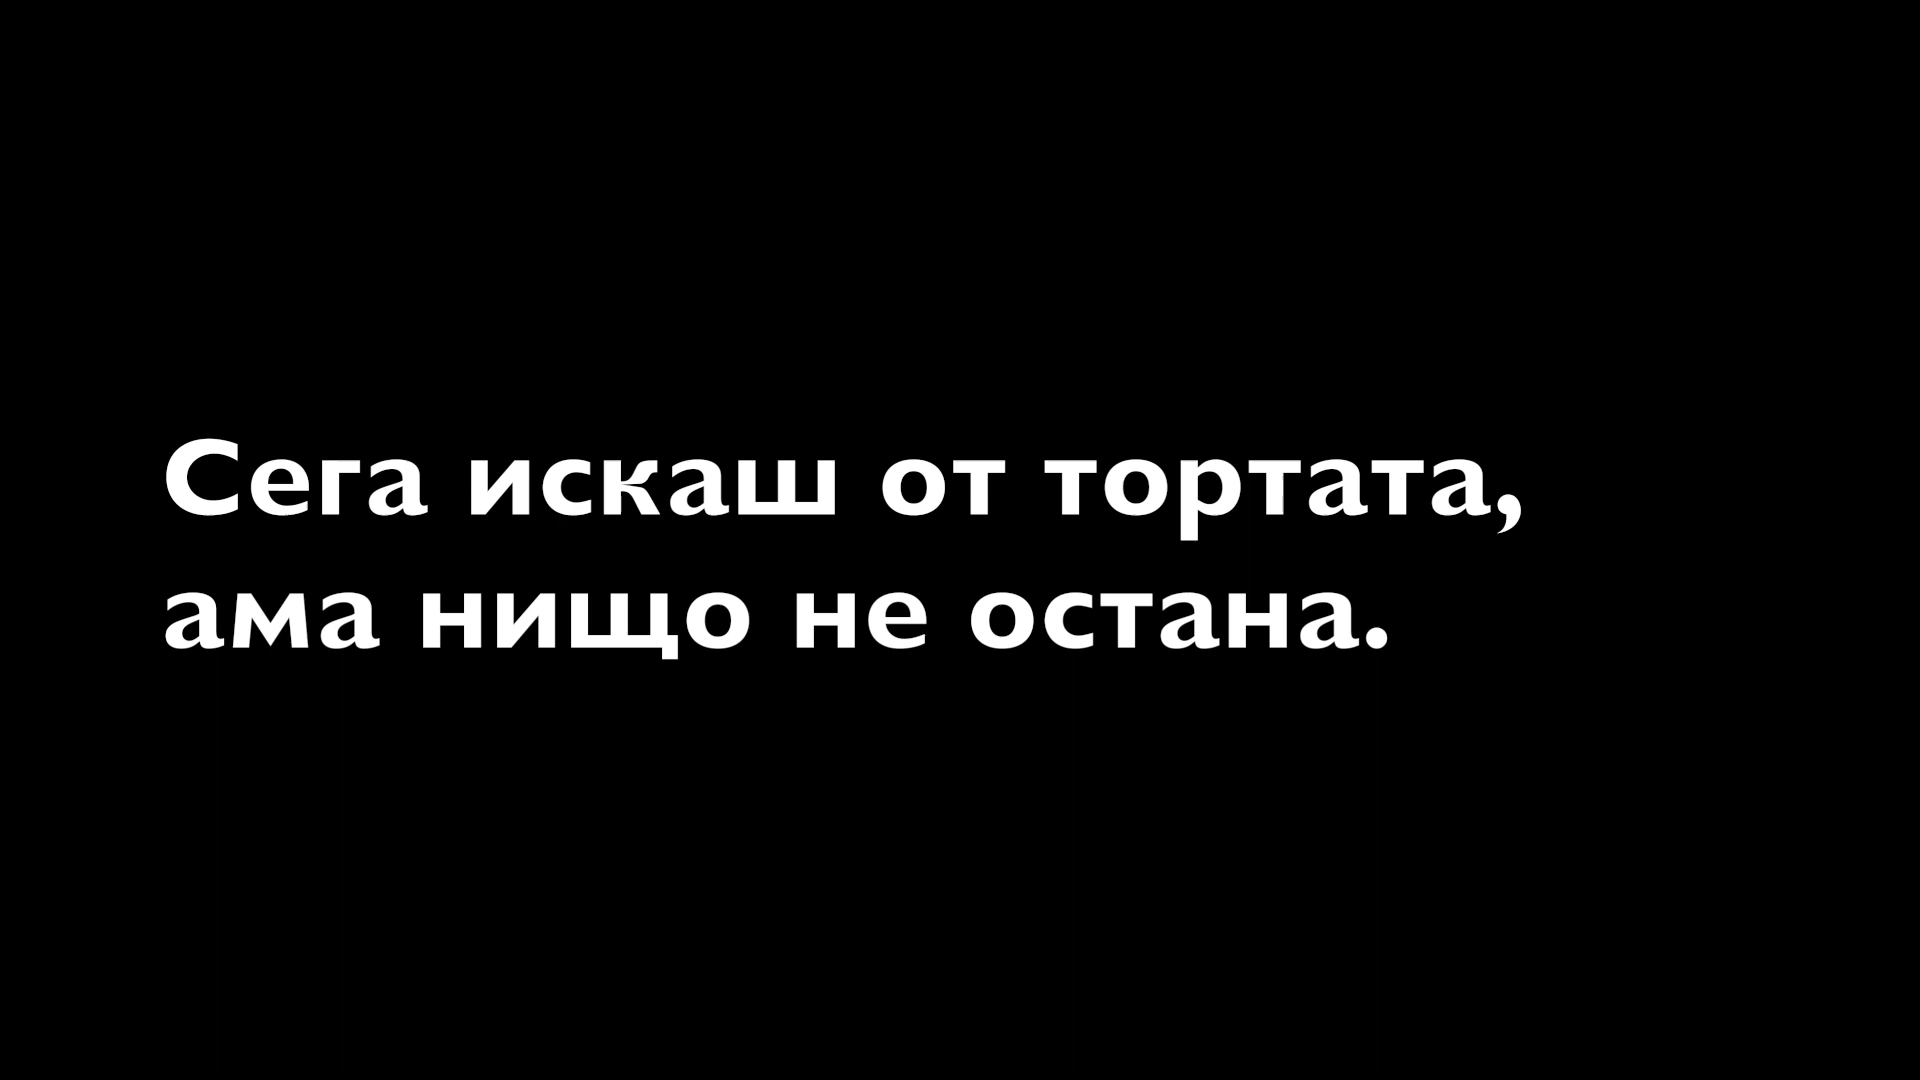 Сега искаш от тортата,
ама нищо не остана.